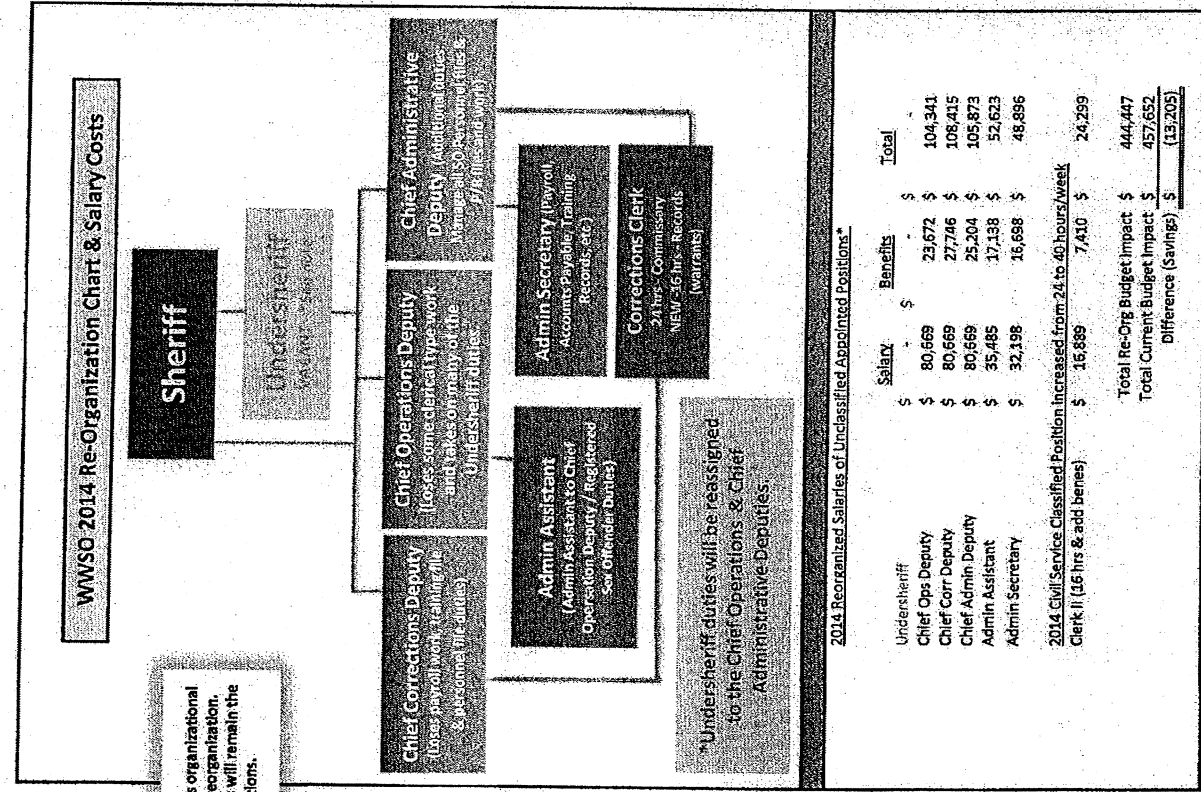 WWSO 2014 Re-Organization Chart & Salary Costs
s organizational
eorganization.
s will remain the
tions.
Sheriff
Undersheriff
Chief Corrections Deputy
(Loses payroll work - training file
& personnel file duties)
Chief Operations Deputy
(Loses some clerical type work
and takes on many of the
Undersheriff duties)
Chief Administrative
Deputy (Additional duties
Manage all SO personnel files &
Admin Assistant
(Admin Assistant to Chief
Operation Deputy / Registered
Sex Offender Duties)
Admin Secretary (Payroll
Accounts Payable/ Training
Records, etc)
Corrections Clerk
24 hrs- Commissary
NEW - 16 hrs - Records
(warrants)
*Undersheriff duties will be reassigned
to the Chief Operations & Chief
Administrative Deputies.
2014 Reorganized Salaries of Unclassified Appointed Positions*
Salary Benefits Total
Undersheriff $ - $ - $ -
Chief Ops Deputy $ 80,669 23,672 $ 104,341
Chief Corr Deputy $ 80,669 27,746 $ 108,415
Chief Admin Deputy $ 80,669 25,204 $ 105,873
Admin Assistant $ 35,485 17,138 $ 52,623
Admin Secretary $ 32,198 16,698 $ 48,896
2014 Civil Service Classified Position increased from 24 to 40 hours/week
Clerk II (16 hrs & add benes) $ 16,889 7,410 $ 24,299
Total Re-Org Budget Impact $ 444,447
Total Current Budget Impact $ 457,652
Difference (Savings) $ (13,205)